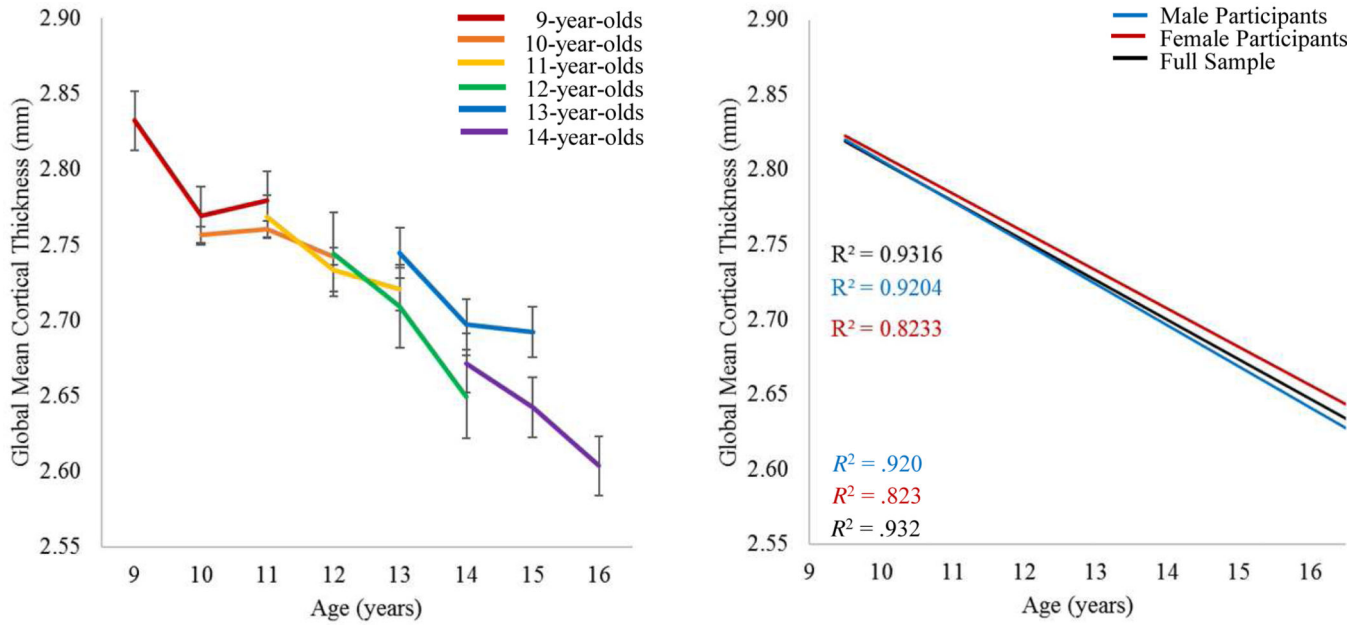 2.90
2.85
2.80
2.75
2.70
2.65
2.60
2.55
Global Mean Cortical Thickness (mm)
9-year-olds
10-year-olds
11-year-olds
12-year-olds
13-year-olds
14-year-olds
9 10 11 12 13 14 15 16
Age (years)
2.90
2.85
2.80
2.75
2.70
2.65
2.60
2.55
Global Mean Cortical Thickness (mm)
Male Participants
Female Participants
Full Sample
R² = 0.9316
R² = 0.9204
R² = 0.8233
R² = .920
R² = .823
R² = .932
9 10 11 12 13 14 15 16
Age (years)